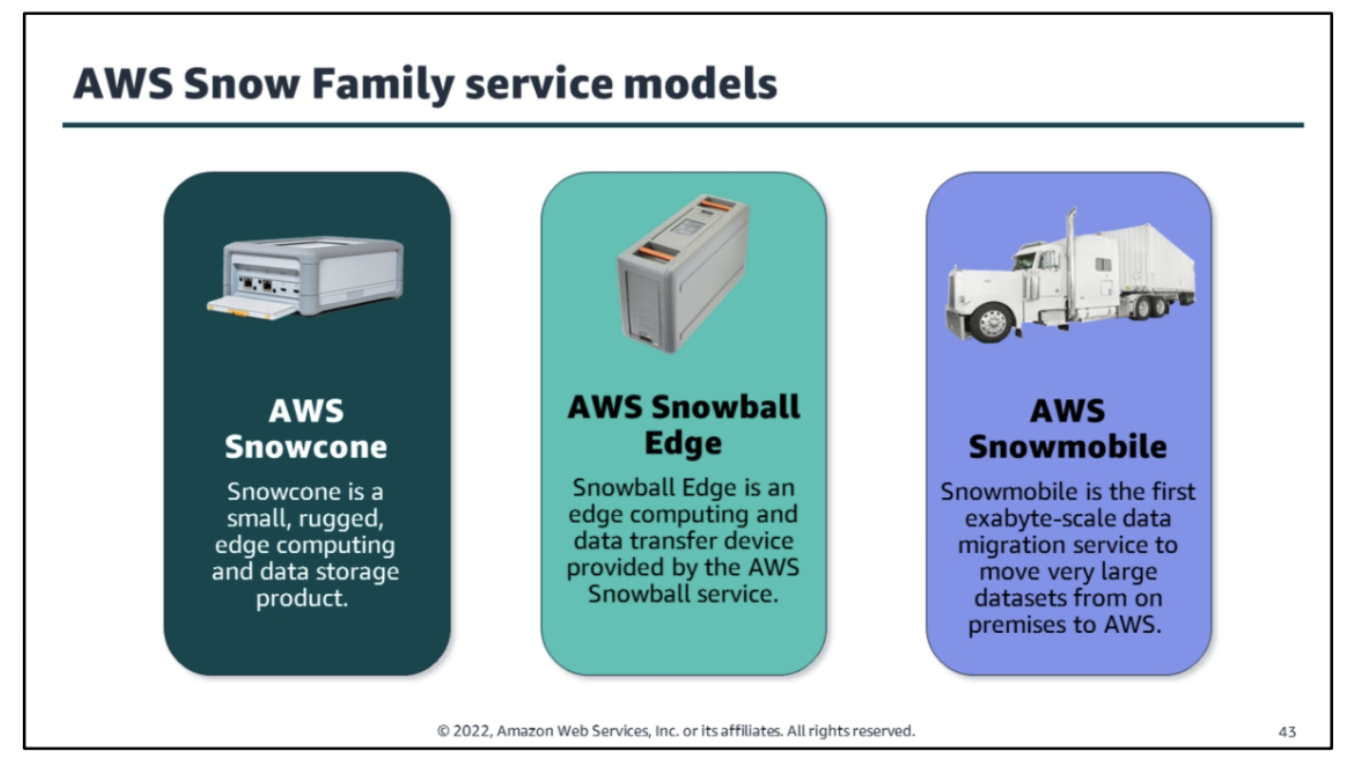 AWS Snow Family service models
AWS
Snowcone
Snowcone is a
small, rugged,
edge computing
and data storage
product.
AWS Snowball
Edge
Snowball Edge is an
edge computing and
data transfer device
provided by the AWS
Snowball service.
AWS
Snowmobile
Snowmobile is the first
exabyte-scale data
migration service to
move very large
datasets from on
premises to AWS.
© 2022, Amazon Web Services, Inc. or its affiliates. All rights reserved.
43